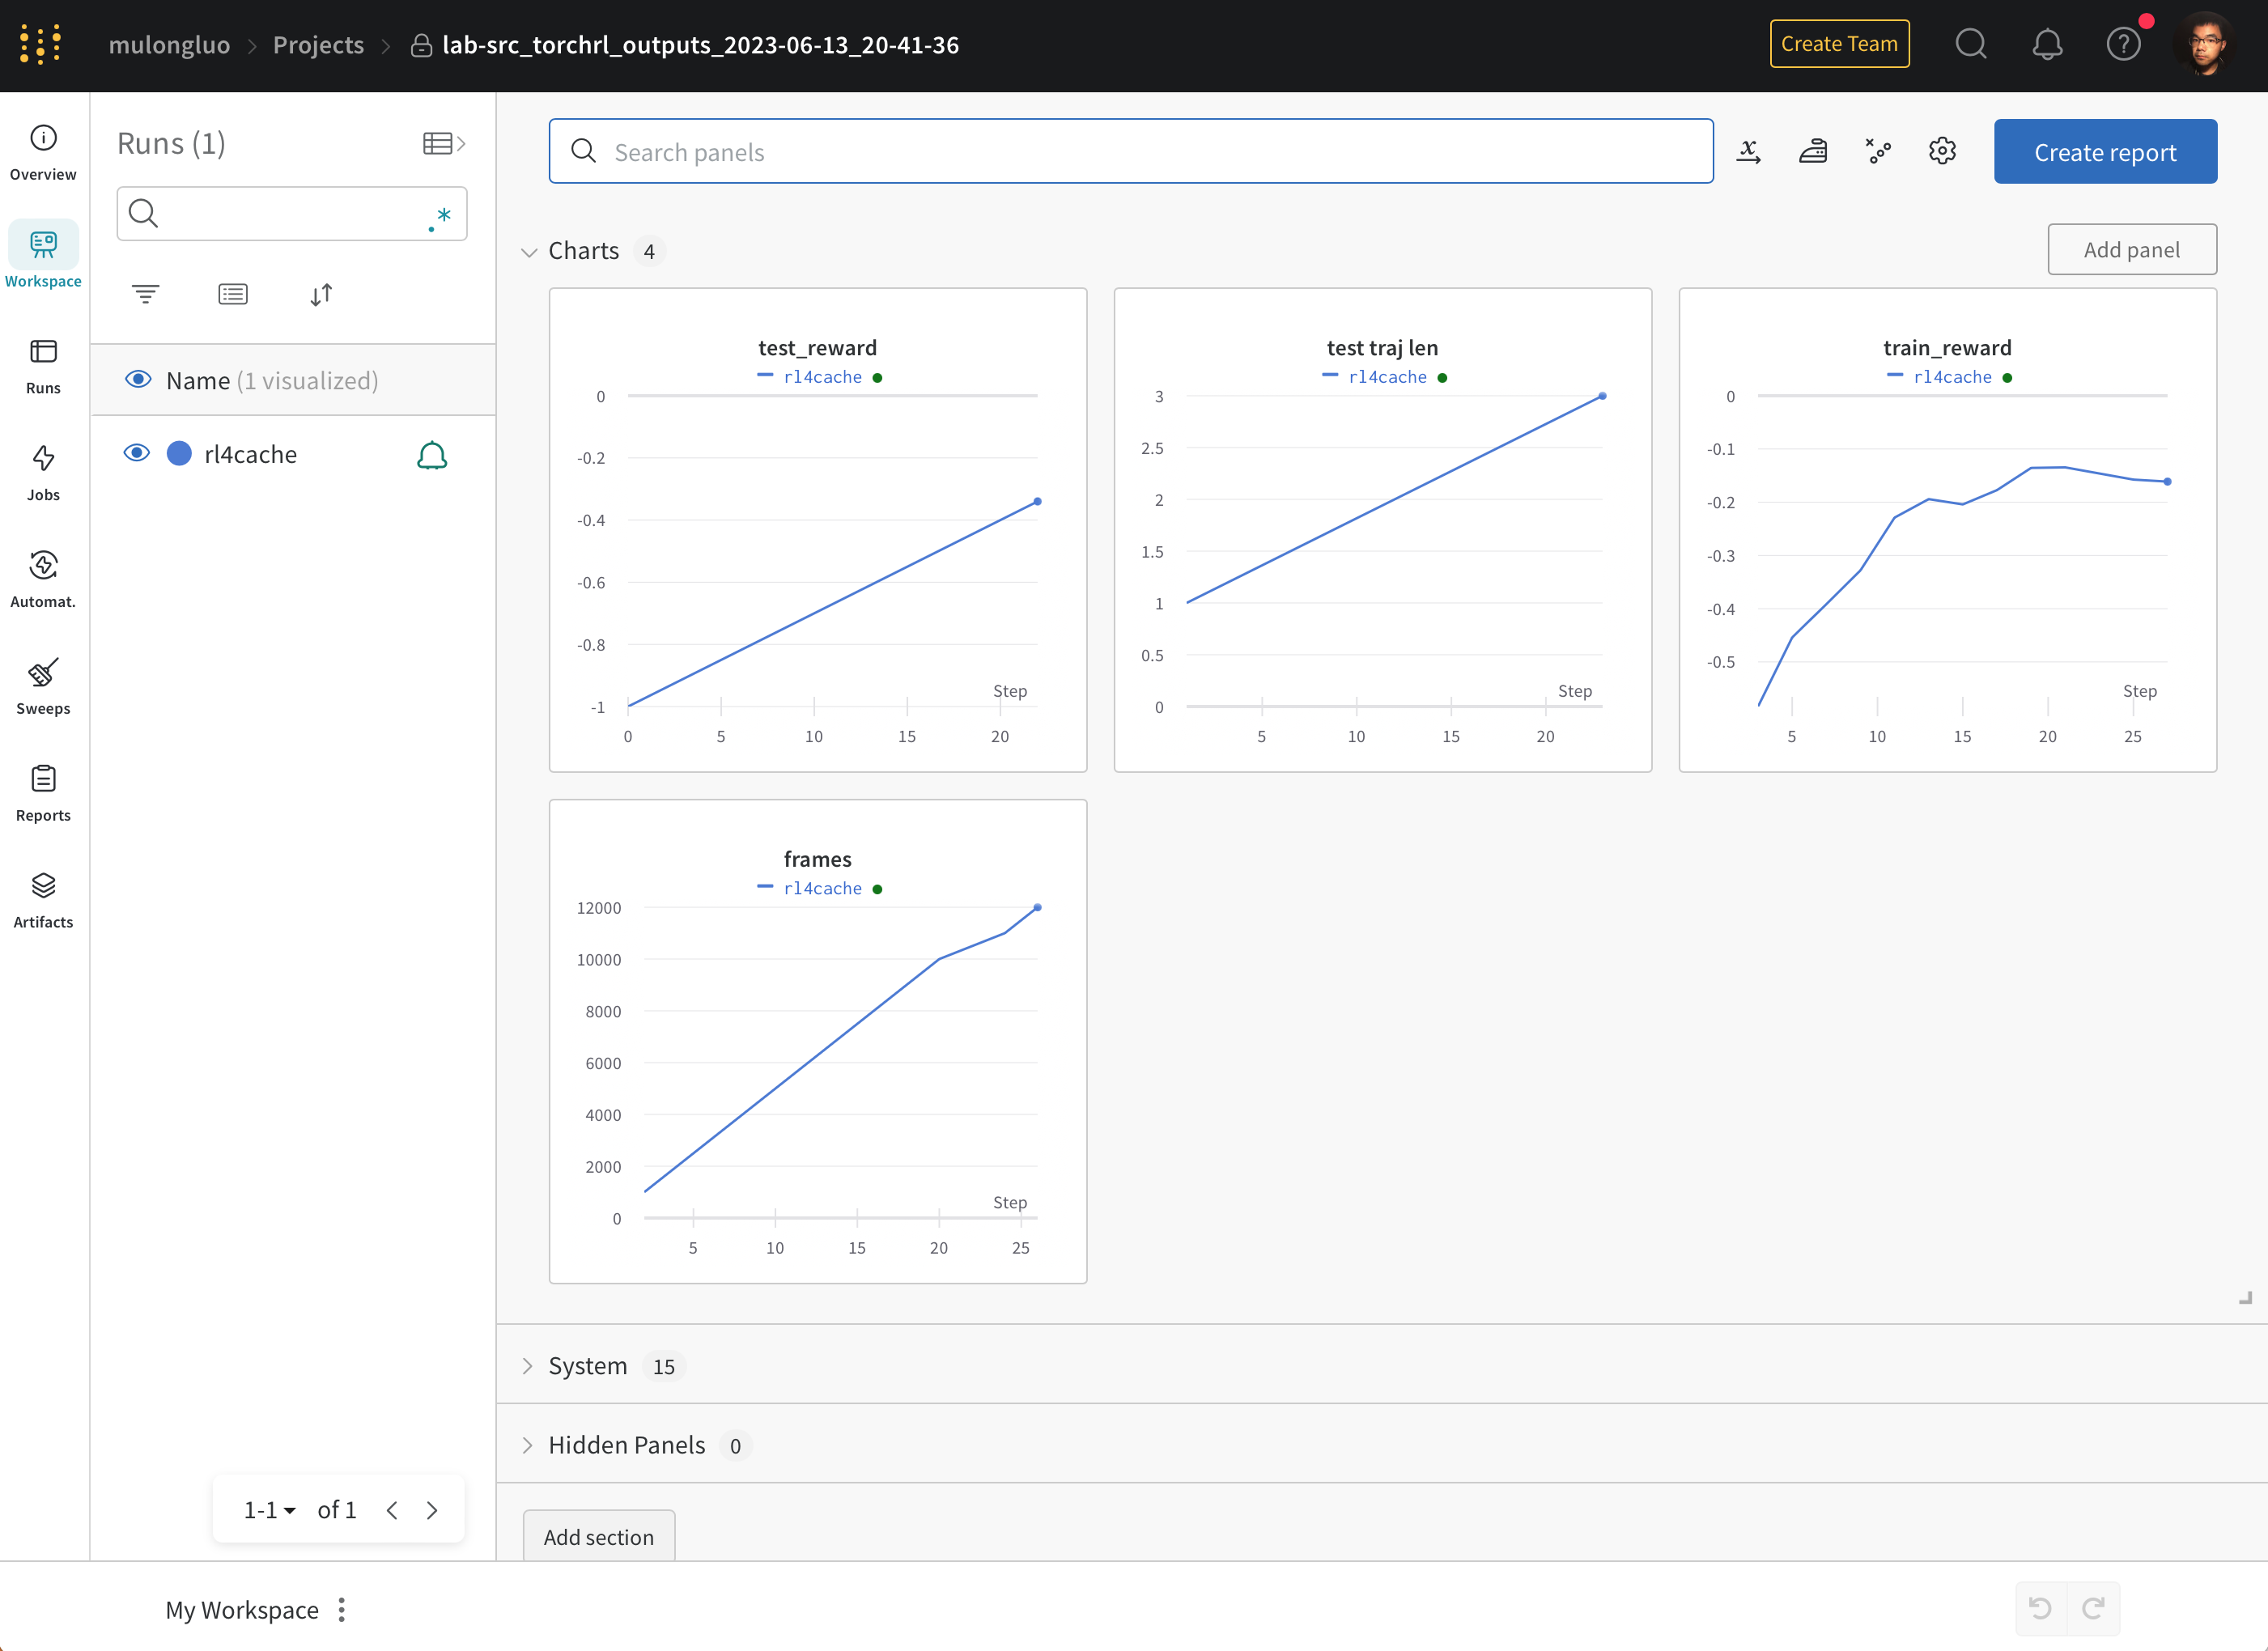 mulongluo > Projects > lab-src_torchrl_outputs_2023-06-13_20-41-36
Create Team
Overview
Workspace
Runs
Jobs
Automat.
Sweeps
Reports
Artifacts
Runs (1)
.*
Name (1 visualized)
rl4cache
1-1 of 1
Search panels
Create report
Charts 4
Add panel
test_reward
rl4cache
0
-0.2
-0.4
-0.6
-0.8
-1
Step
0 5 10 15 20
test traj len
rl4cache
3
2.5
2
1.5
1
0.5
0
Step
5 10 15 20
train_reward
rl4cache
0
-0.1
-0.2
-0.3
-0.4
-0.5
Step
5 10 15 20 25
frames
rl4cache
12000
10000
8000
6000
4000
2000
0
Step
5 10 15 20 25
System 15
Hidden Panels 0
Add section
My Workspace